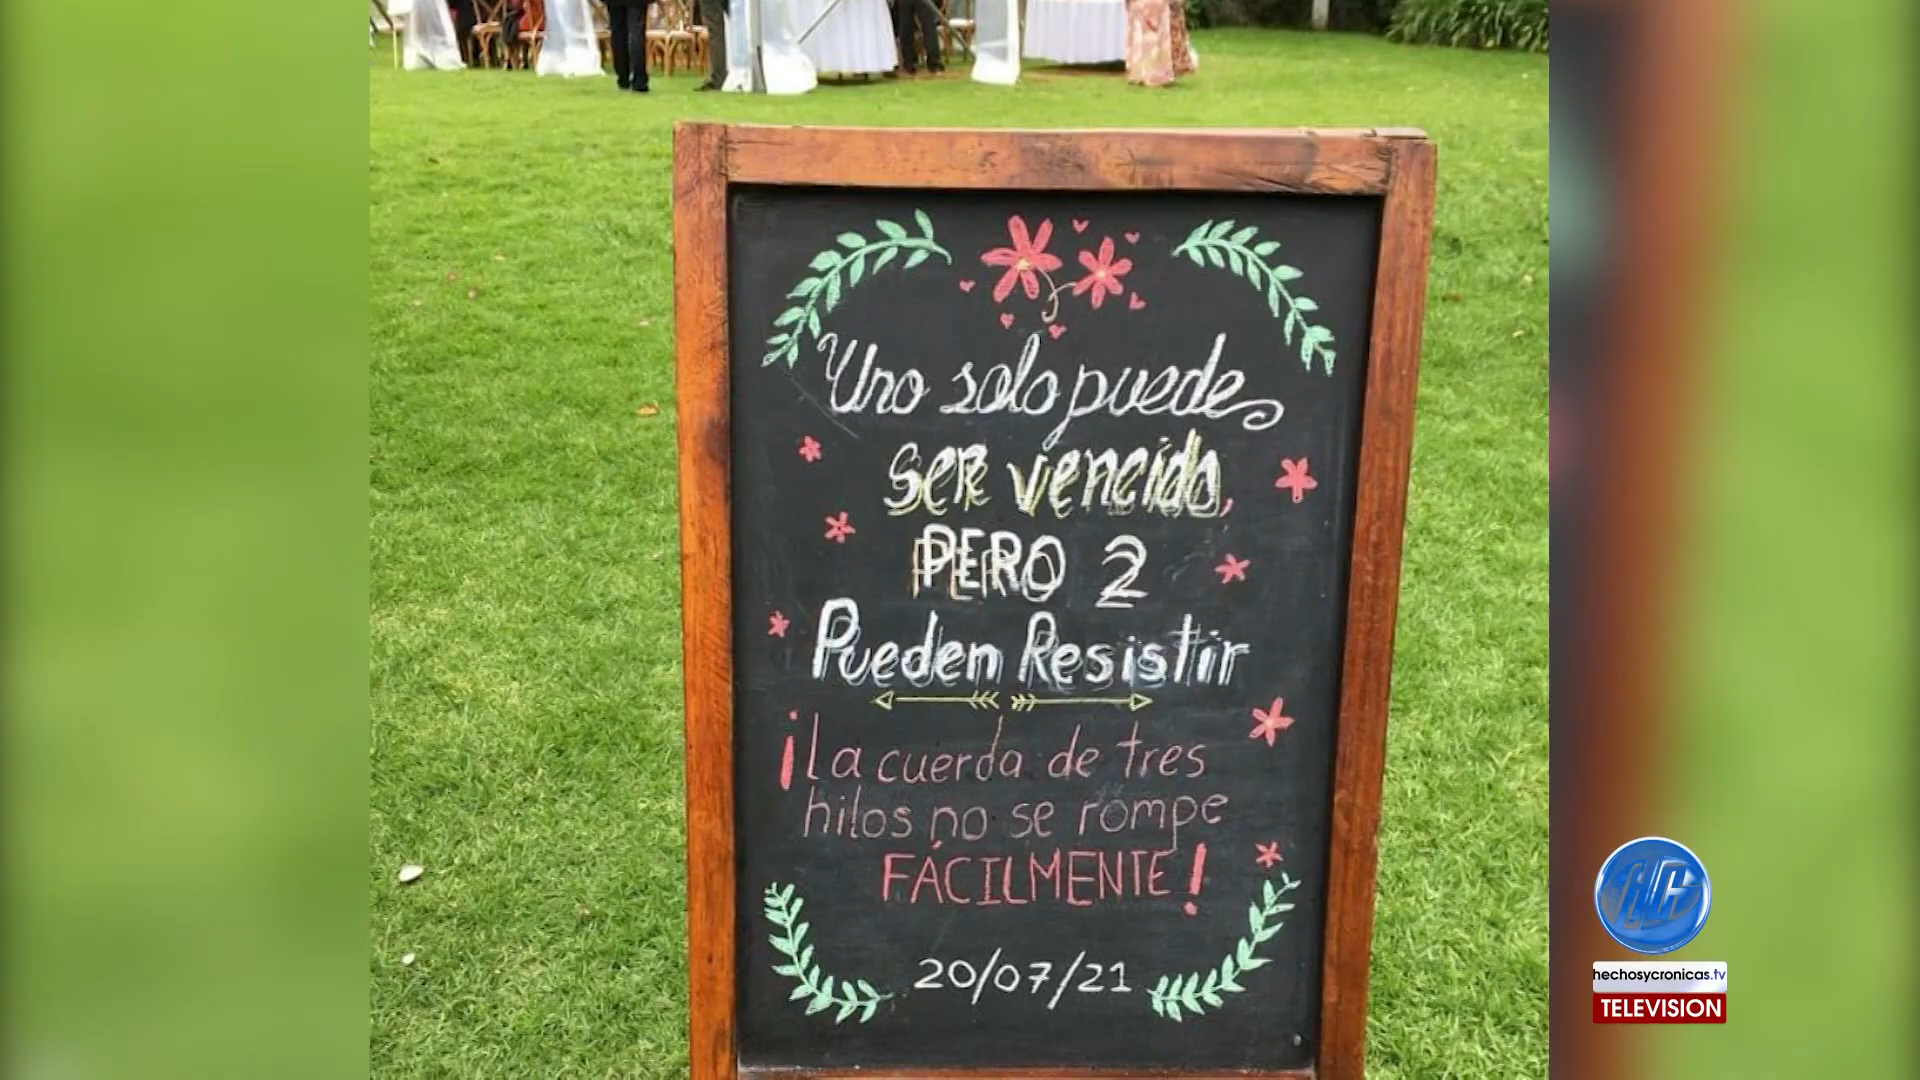 Uno solo puede
SER vencido,
PERO 2
Pueden Resistir
¡La cuerda de tres
hilos no se rompe
FÁCILMENTE!
20/07/21
HC
hechosycronicas.tv
TELEVISION